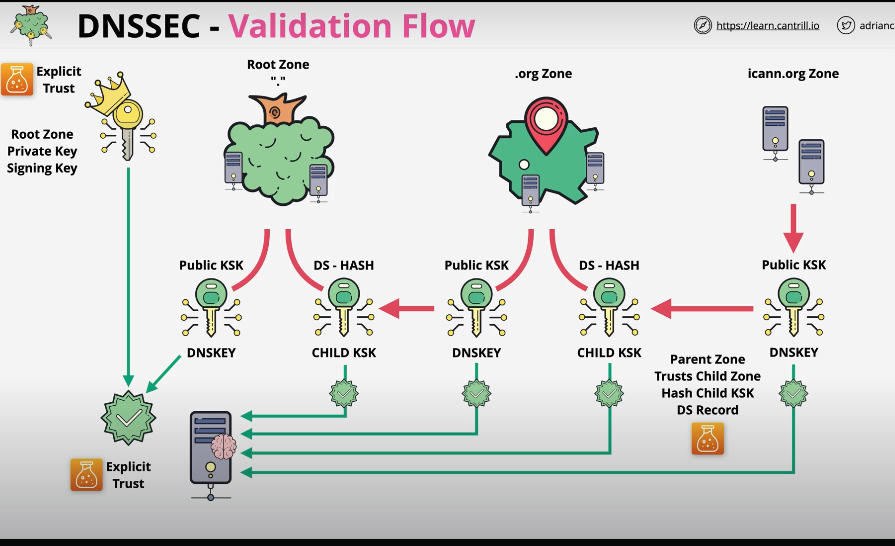 DNSSEC - Validation Flow
https://learn.cantrill.io
adrianc
Explicit
Trust
Root Zone
"."
.org Zone
icann.org Zone
Root Zone
Private Key
Signing Key
Public KSK
DS - HASH
Public KSK
DS - HASH
Public KSK
DNSKEY
CHILD KSK
DNSKEY
CHILD KSK
DNSKEY
Parent Zone
Trusts Child Zone
Hash Child KSK
DS Record
Explicit
Trust